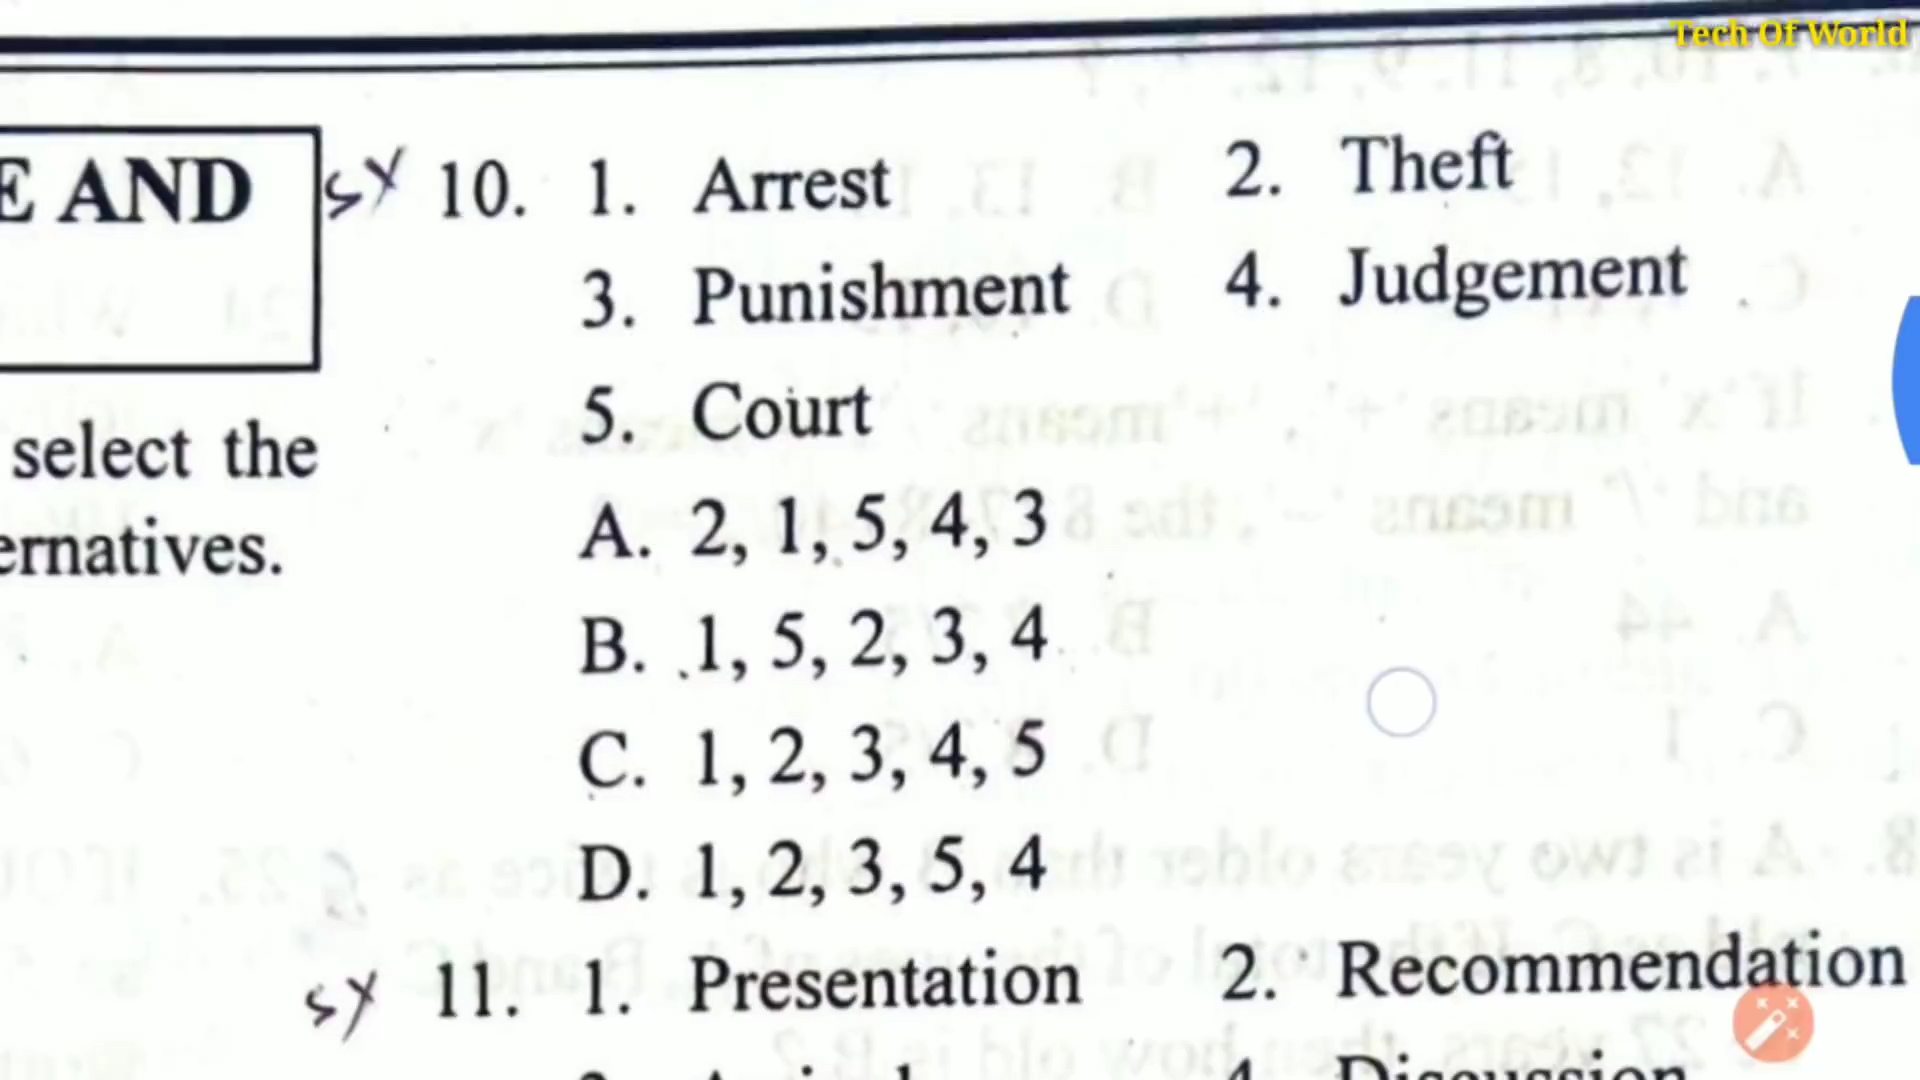 Tech Of World
E AND
select the
ernatives.
10. 1. Arrest 2. Theft
3. Punishment 4. Judgement
5. Court
A. 2, 1, 5, 4, 3
B. 1, 5, 2, 3, 4
C. 1, 2, 3, 4, 5
D. 1, 2, 3, 5, 4
11. 1. Presentation 2. Recommendation
4. Discussion